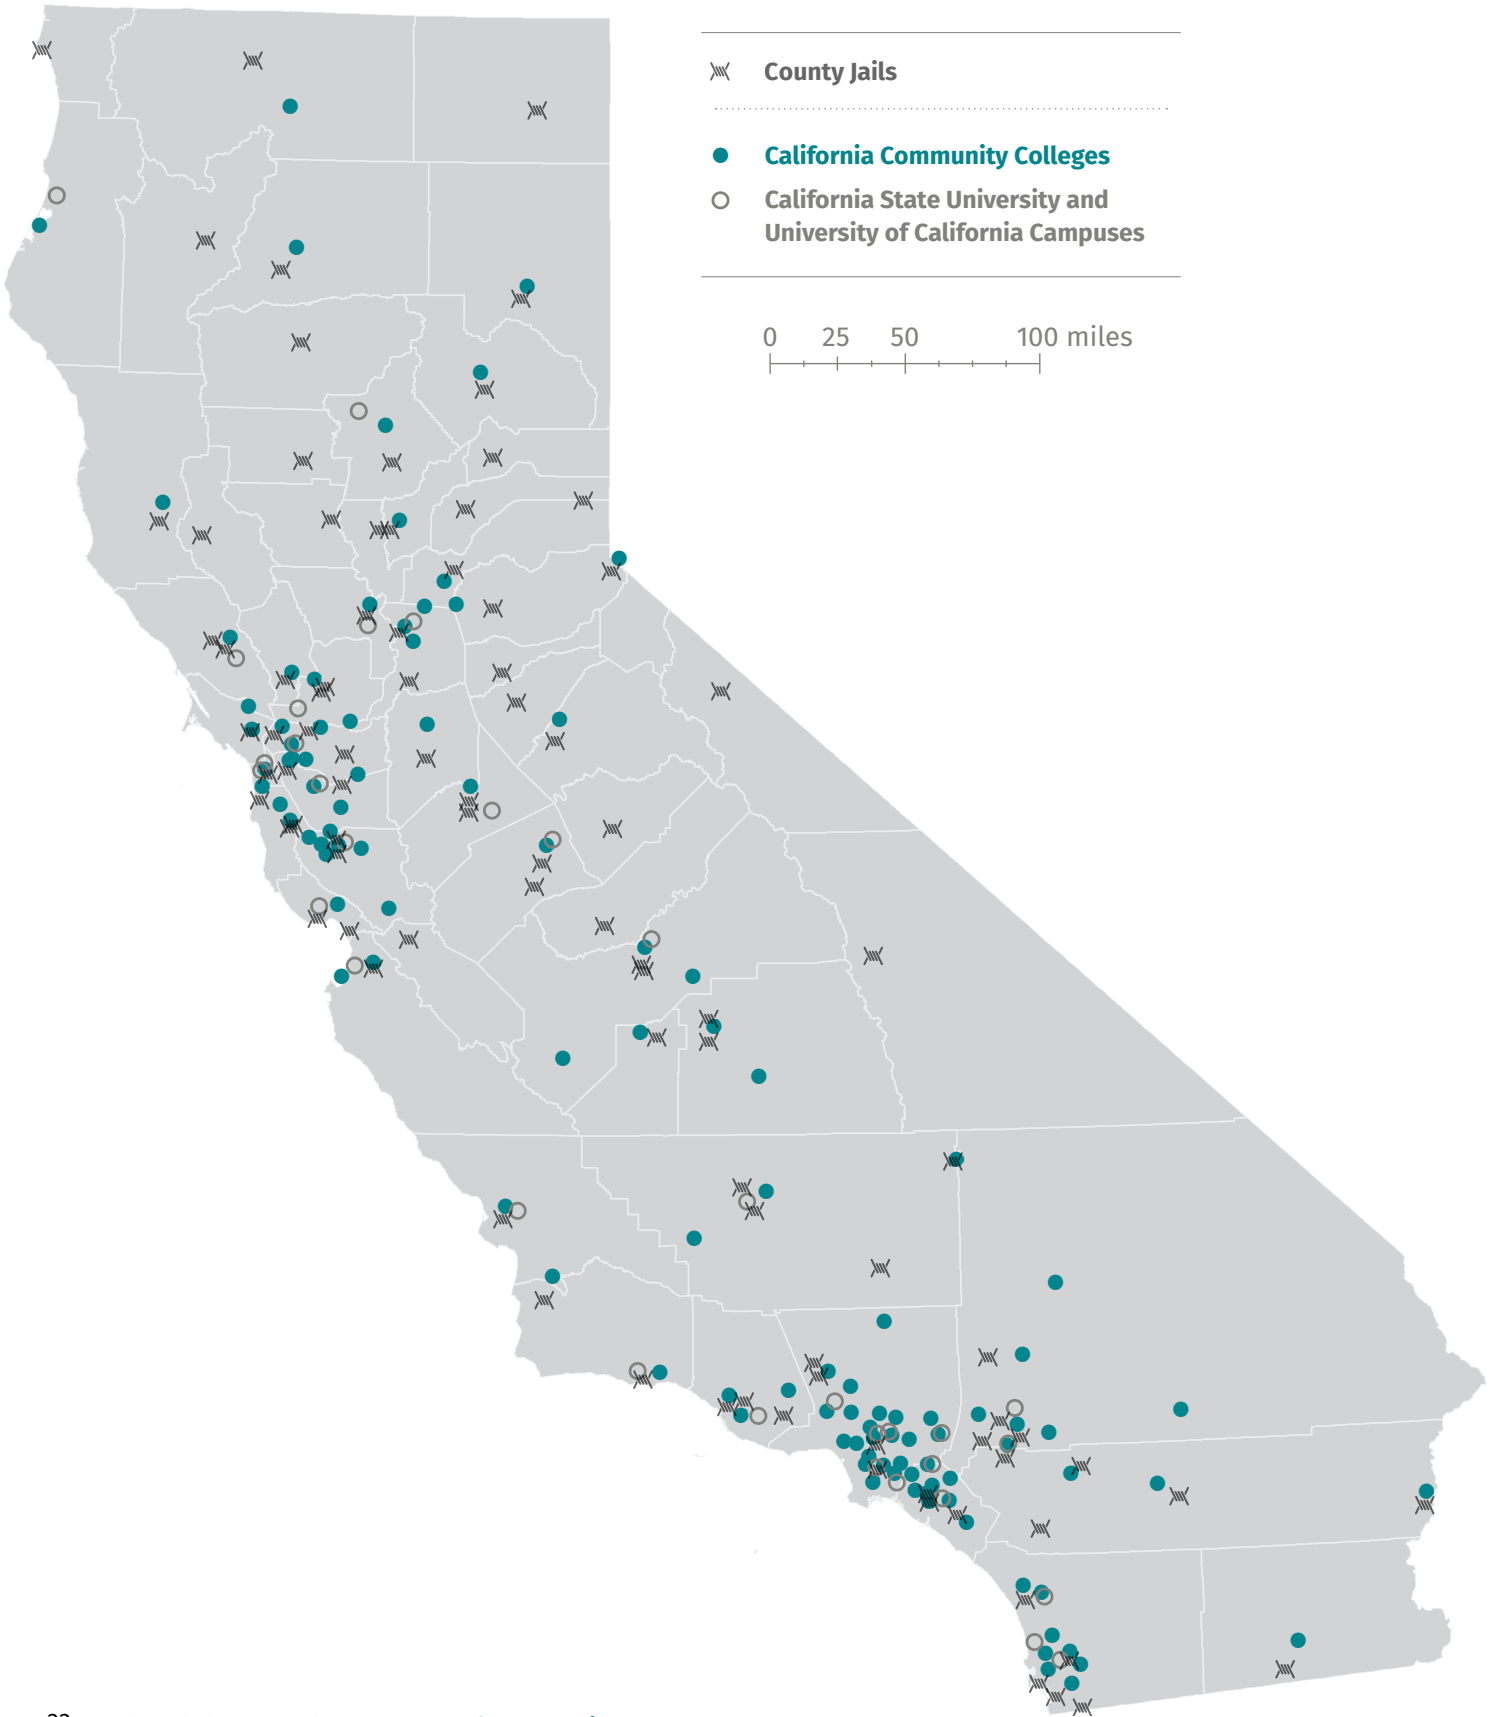 County Jails
California Community Colleges
California State University and
University of California Campuses
0 25 50 100 miles